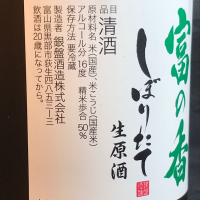 富の香
しぼりたて
生原酒
品目 清酒
原材料名 米(国産)、米こうじ(国産米)
アルコール分 16度 精米歩合 50%
保存方法 要冷蔵
製造者 銀盤酒造株式会社
富山県黒部市荻生四八五三-三
飲酒は20歳になってから。